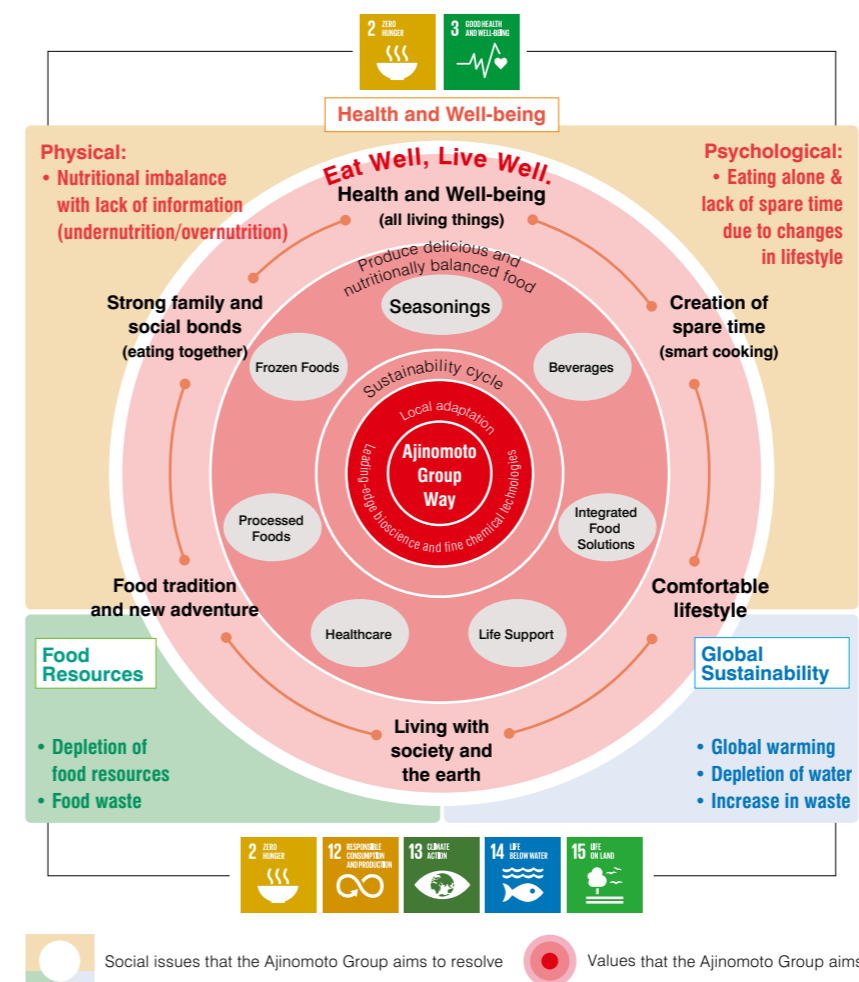 2 ZERO HUNGER
3 GOOD HEALTH AND WELL-BEING
Health and Well-being
Physical:
• Nutritional imbalance
with lack of information
(undernutrition/overnutrition)
Psychological:
• Eating alone &
lack of spare time
due to changes
in lifestyle
Eat Well, Live Well.
Health and Well-being
(all living things)
Strong family and
social bonds
(eating together)
Creation of
spare time
(smart cooking)
Produce delicious and
nutritionally balanced food
Seasonings
Frozen Foods
Beverages
Sustainability cycle
Local adaptation
Ajinomoto
Group
Way
Leading-edge bioscience and fine chemical technologies
Processed
Foods
Integrated
Food
Solutions
Healthcare
Life Support
Food tradition
and new adventure
Comfortable
lifestyle
Living with
society and
the earth
Food
Resources
• Depletion of
food resources
• Food waste
Global
Sustainability
• Global warming
• Depletion of water
• Increase in waste
2 ZERO HUNGER
12 RESPONSIBLE CONSUMPTION AND PRODUCTION
13 CLIMATE ACTION
14 LIFE BELOW WATER
15 LIFE ON LAND
Social issues that the Ajinomoto Group aims to resolve
Values that the Ajinomoto Group aims